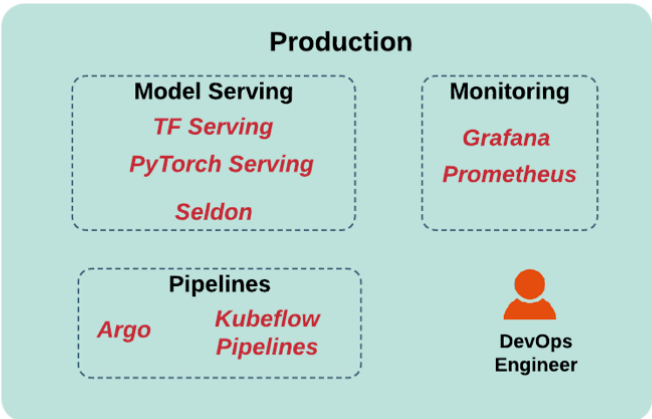 Production
Model Serving
TF Serving
PyTorch Serving
Seldon
Monitoring
Grafana
Prometheus
Pipelines
Argo
Kubeflow
Pipelines
DevOps
Engineer